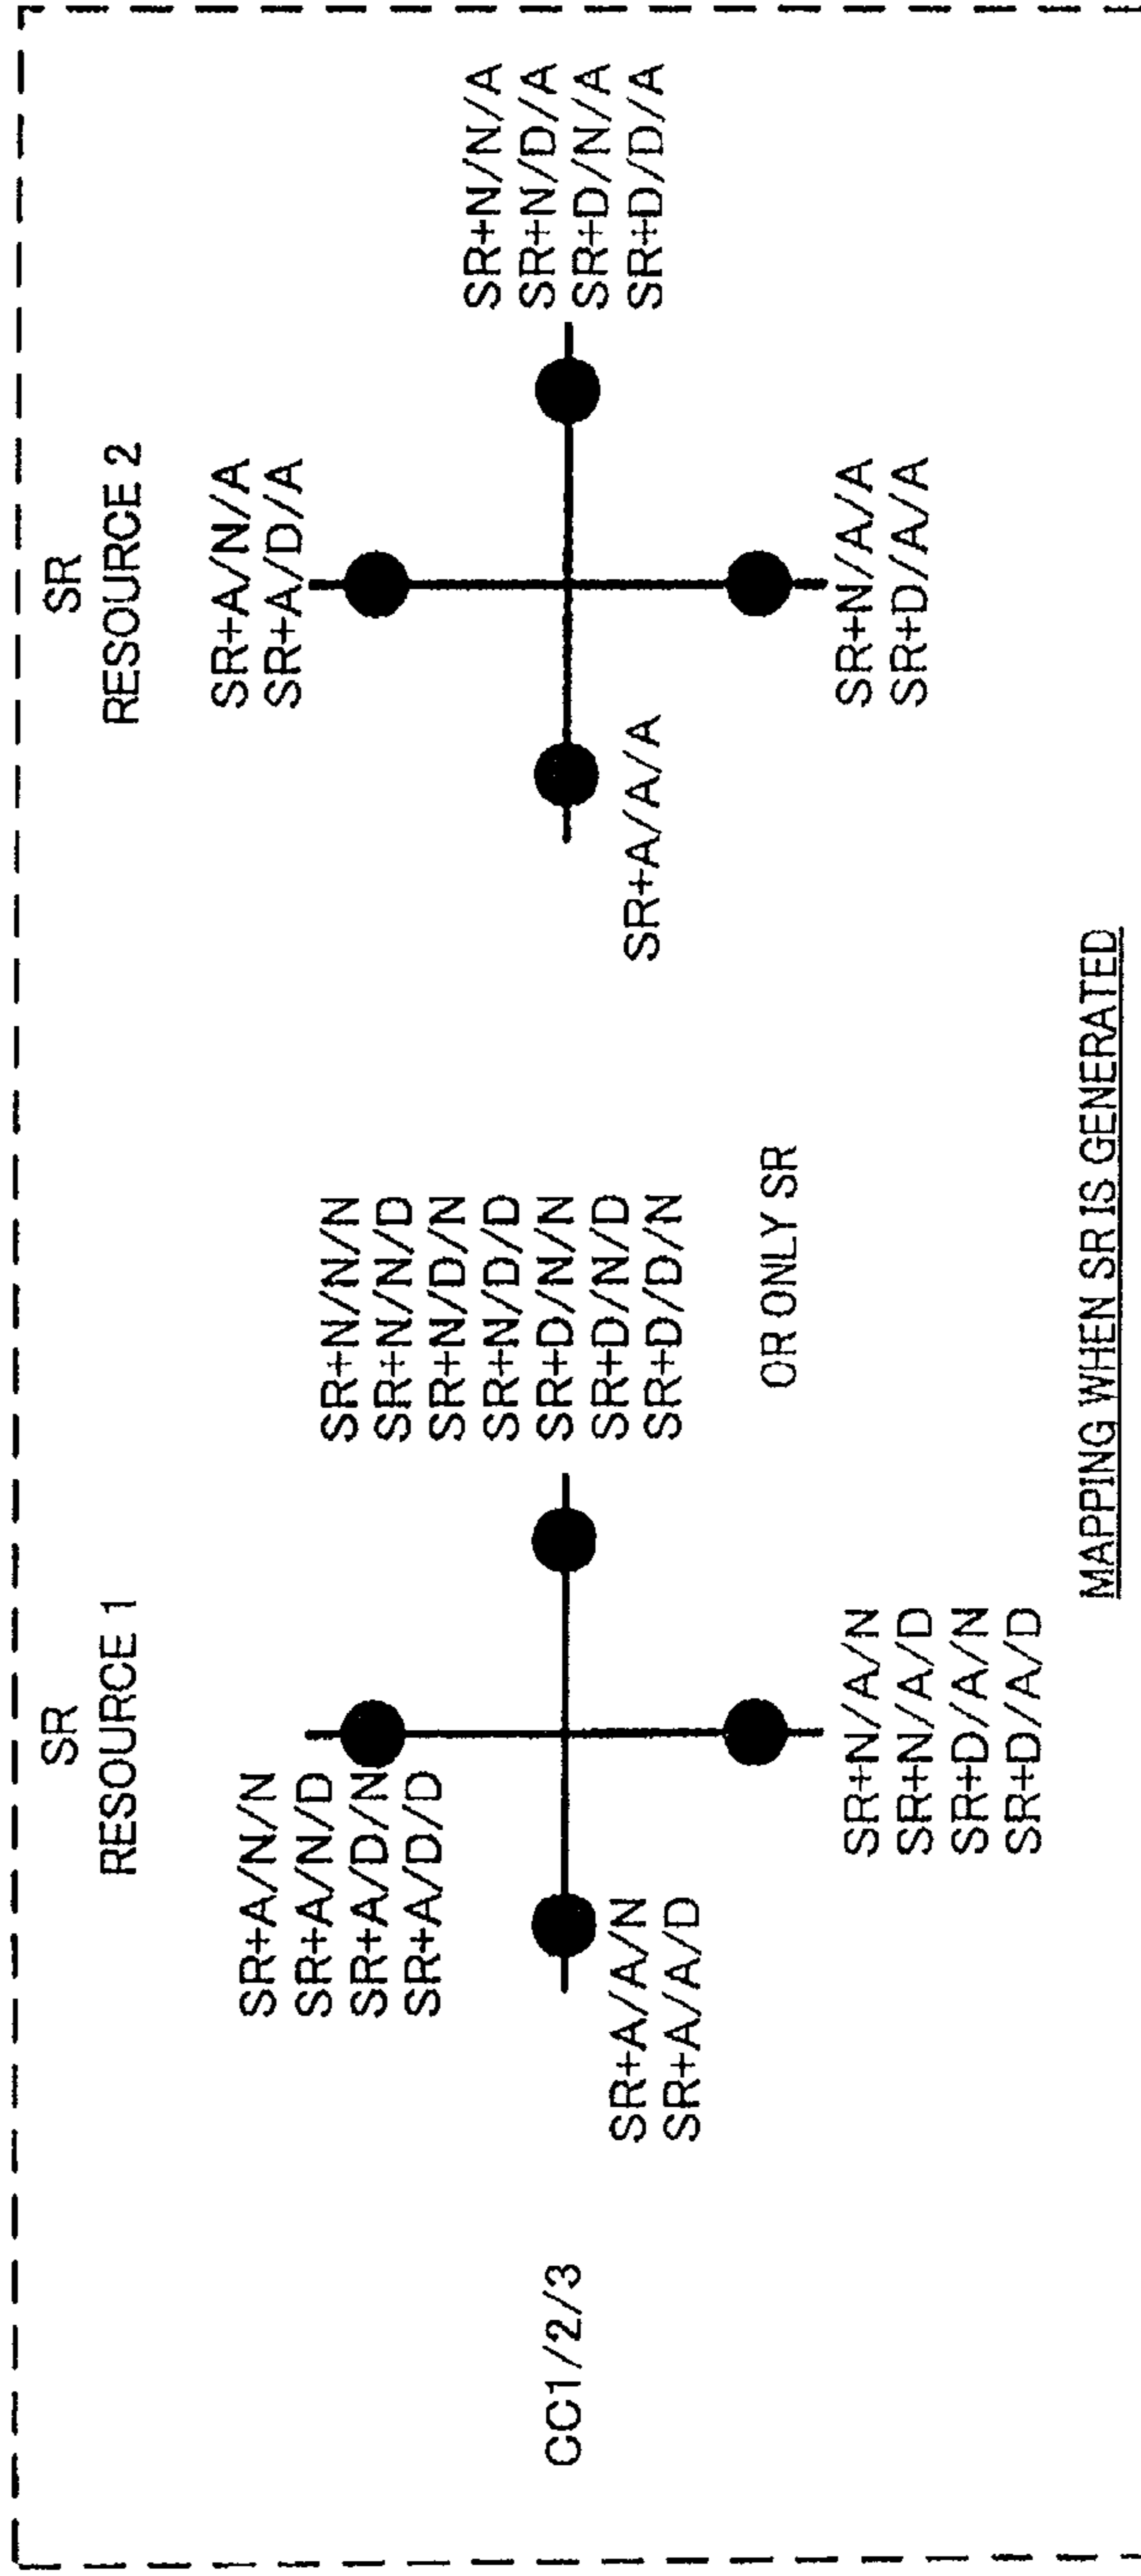 SR
RESOURCE 1
SR+A/N/N
SR+A/N/D
SR+A/D/N
SR+A/D/D
SR+N/N/N
SR+N/N/D
SR+N/D/N
SR+N/D/D
SR+D/N/N
SR+D/N/D
SR+D/D/N
OR ONLY SR
CC1/2/3
SR+A/A/N
SR+A/A/D
SR+N/A/N
SR+N/A/D
SR+D/A/N
SR+D/A/D
SR
RESOURCE 2
SR+A/N/A
SR+A/D/A
SR+N/N/A
SR+N/D/A
SR+D/N/A
SR+D/D/A
SR+A/A/A
SR+N/A/A
SR+D/A/A
MAPPING WHEN SR IS GENERATED